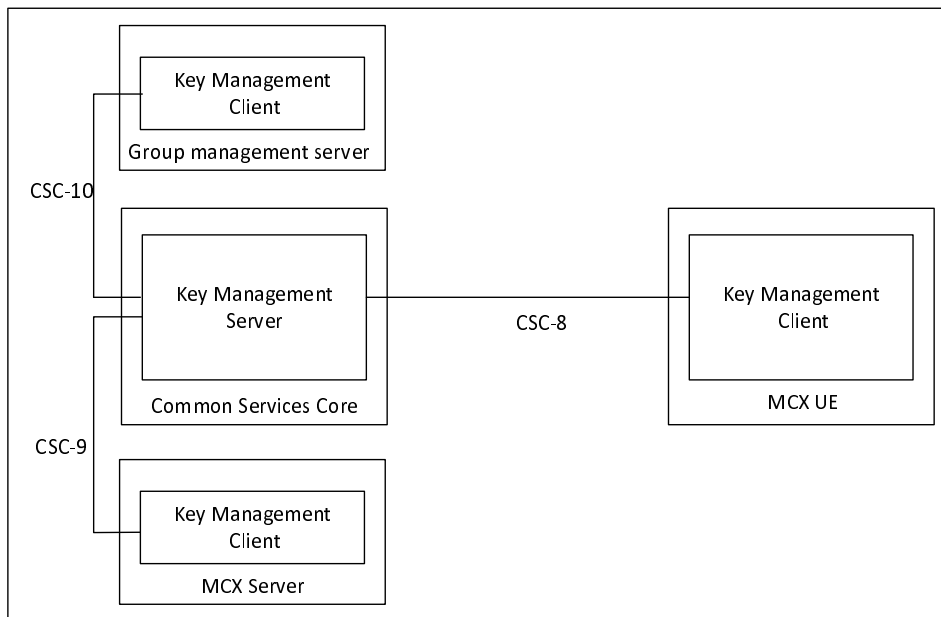 Key Management
Client
Group management server
CSC-10
Key Management
Server
Common Services Core
CSC-8
Key Management
Client
MCX UE
CSC-9
Key Management
Client
MCX Server